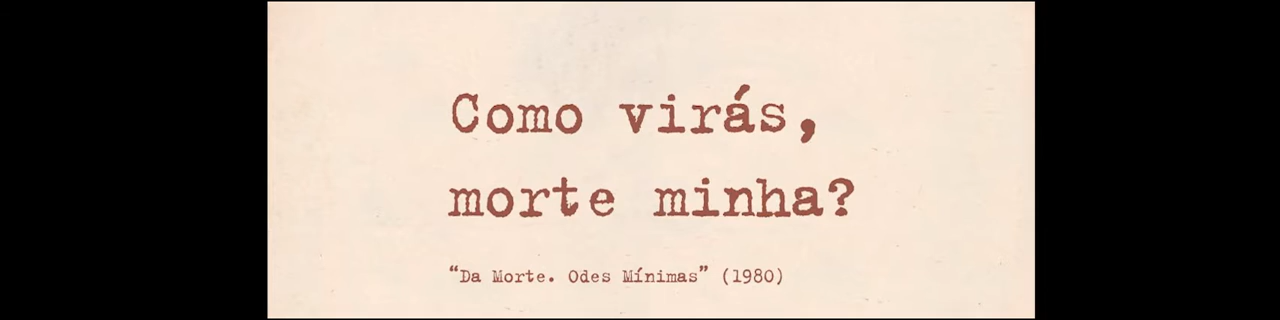 Como virás,
morte minha?
“Da Morte. Odes Mínimas” (1980)